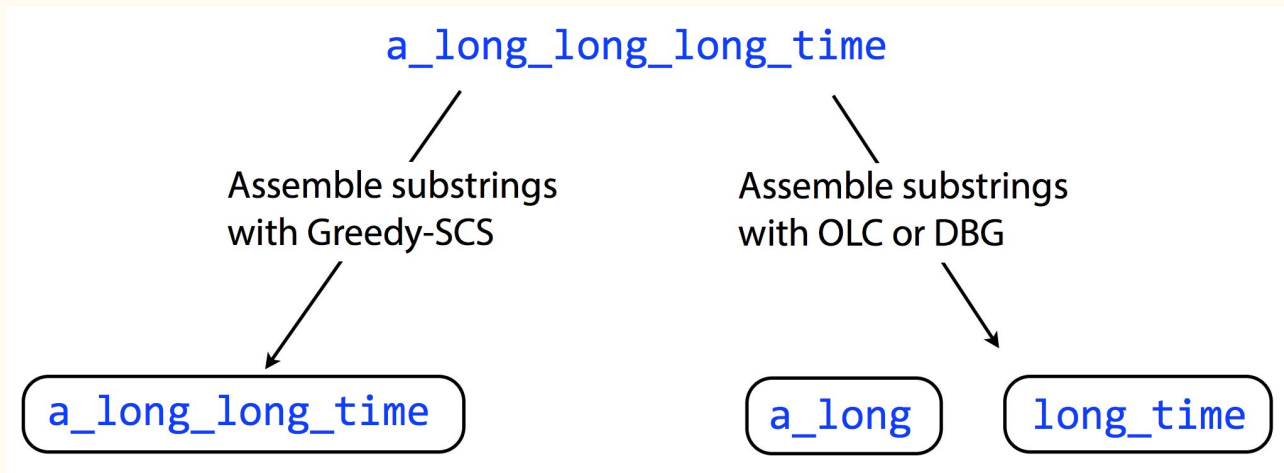 a_long_long_long_time
Assemble substrings
with Greedy-SCS
Assemble substrings
with OLC or DBG
a_long_long_time
a_long
long_time